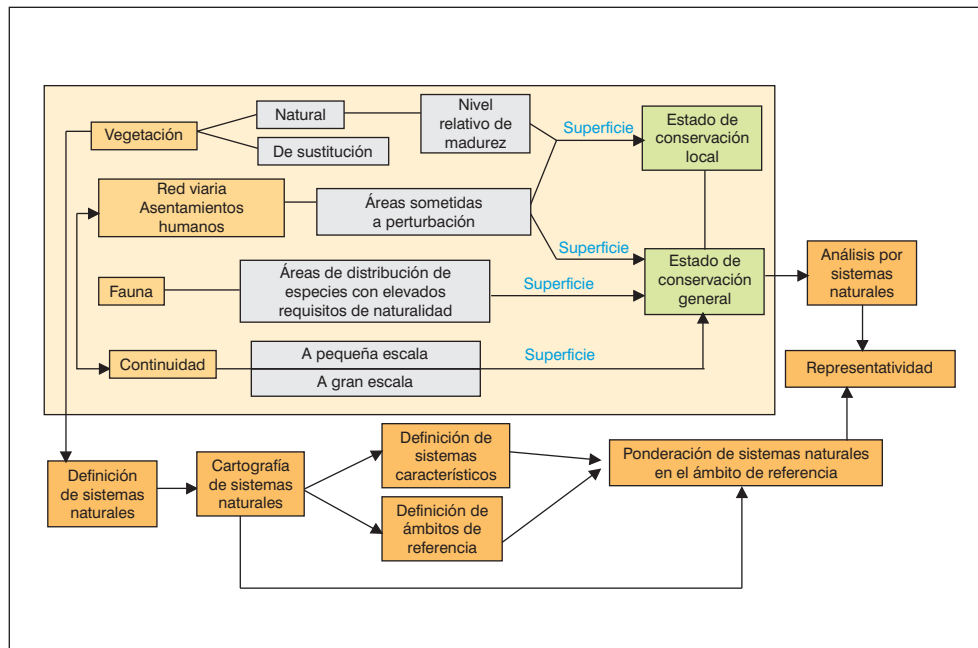 Vegetación
Natural
De sustitución
Nivel
relativo de
madurez
Superficie
Estado de
conservación
local
Red viaria
Asentamientos
humanos
Áreas sometidas
a perturbación
Superficie
Fauna
Áreas de distribución de
especies con elevados
requisitos de naturalidad
Superficie
Estado de
conservación
general
Análisis por
sistemas
naturales
Continuidad
A pequeña escala
A gran escala
Superficie
Representatividad
Definición
de sistemas
naturales
Cartografía
de sistemas
naturales
Definición de
sistemas
característicos
Definición de
ámbitos de
referencia
Ponderación de sistemas naturales
en el ámbito de referencia